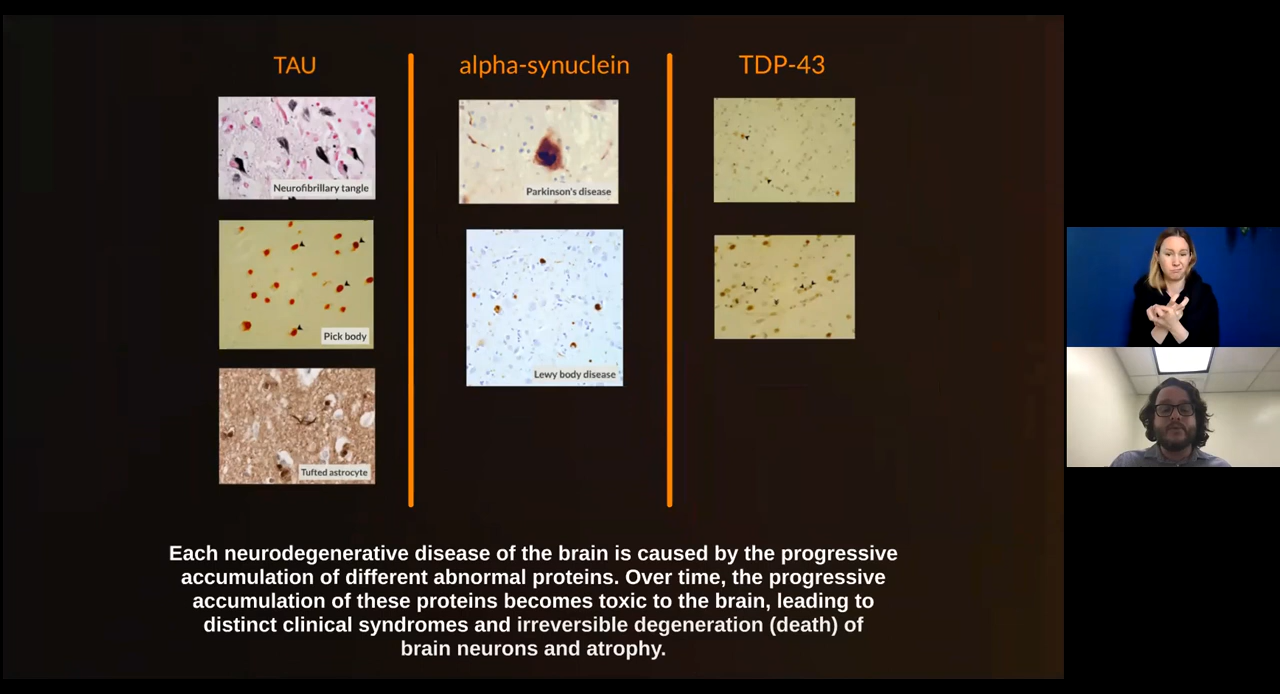 TAU
alpha-synuclein
TDP-43
Neurofibrillary tangle
Pick body
Tufted astrocyte
Parkinson's disease
Lewy body disease
Each neurodegenerative disease of the brain is caused by the progressive
accumulation of different abnormal proteins. Over time, the progressive
accumulation of these proteins becomes toxic to the brain, leading to
distinct clinical syndromes and irreversible degeneration (death) of
brain neurons and atrophy.